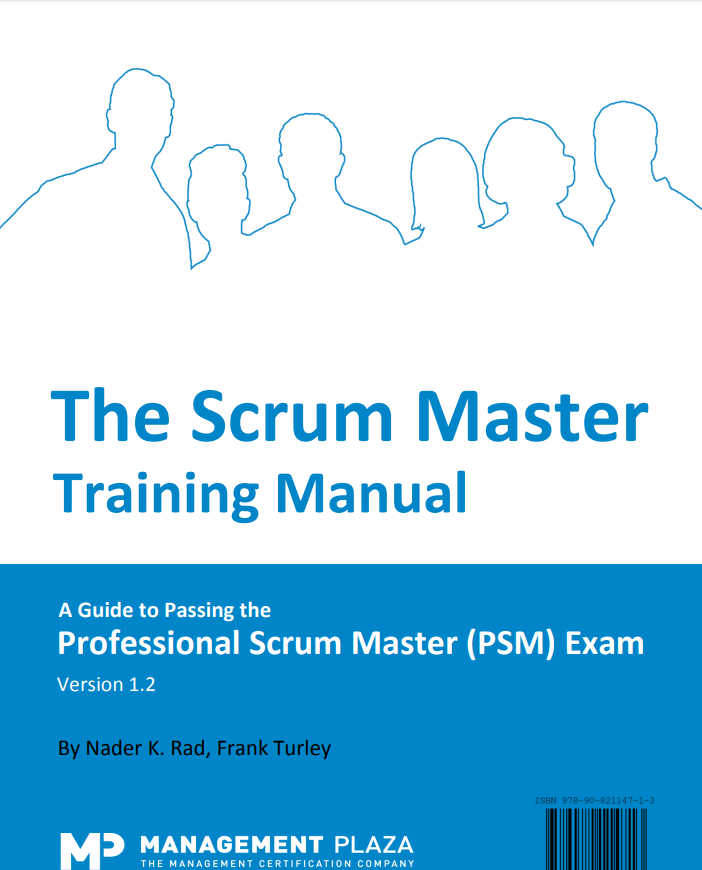 The Scrum Master
Training Manual
A Guide to Passing the
Professional Scrum Master (PSM) Exam
Version 1.2
By Nader K. Rad, Frank Turley
ISBN 978-90-821147-1-3
MP MANAGEMENT PLAZA
THE MANAGEMENT CERTIFICATION COMPANY